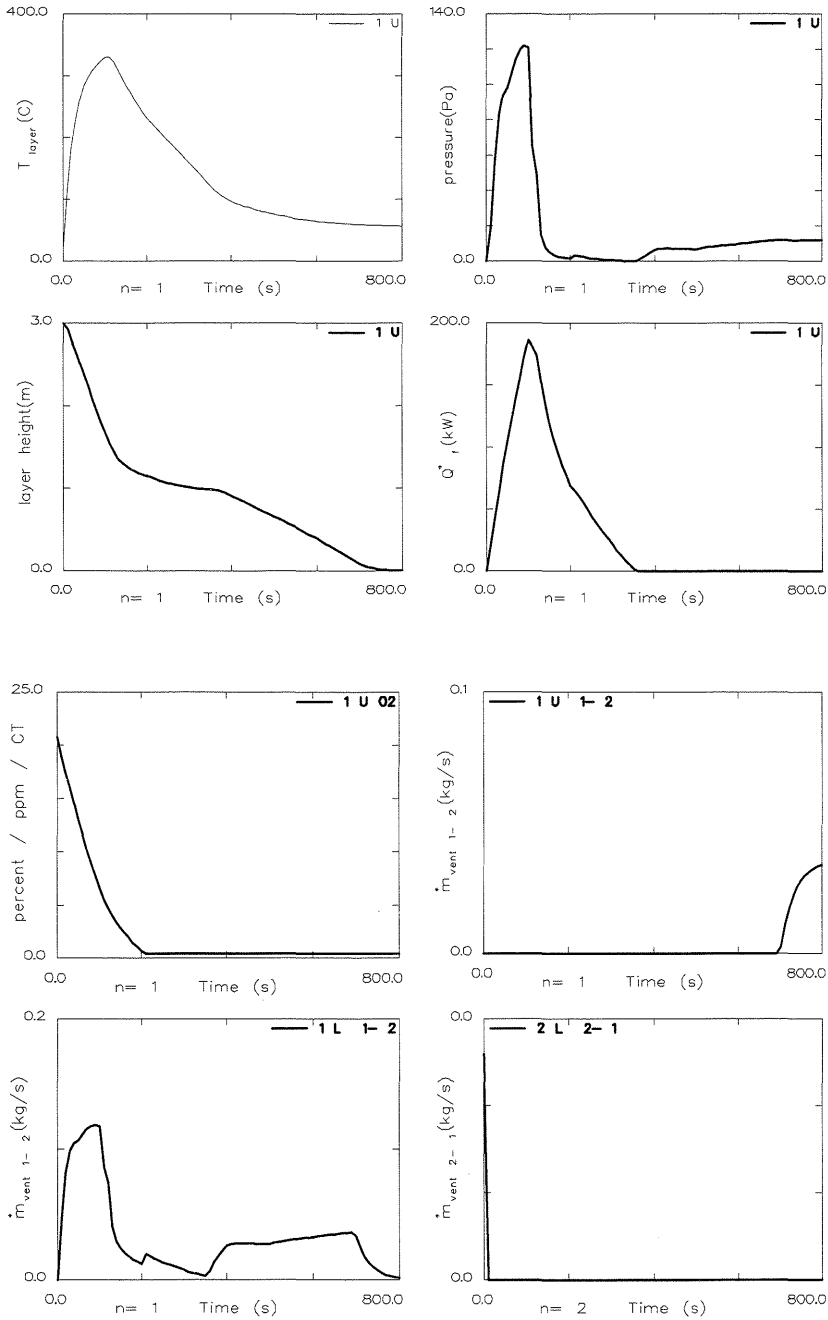 400.0
1 U
T layer (C)
0.0
0.0
n= 1 Time (s)
800.0
140.0
1 U
pressure(Pa)
0.0
0.0
n= 1 Time (s)
800.0
3.0
1 U
layer height(m)
0.0
0.0
n= 1 Time (s)
800.0
200.0
1 U
Q* f (kW)
0.0
0.0
n= 1 Time (s)
800.0
25.0
1 U O2
percent / ppm / CT
0.0
0.0
n= 1 Time (s)
800.0
0.1
1 U 1- 2
ṁ vent 1- 2 (kg/s)
0.0
0.0
n= 1 Time (s)
800.0
0.2
1 L 1- 2
ṁ vent 1- 2 (kg/s)
0.0
0.0
n= 1 Time (s)
800.0
0.0
2 L 2- 1
ṁ vent 2- 1 (kg/s)
0.0
0.0
n= 2 Time (s)
800.0